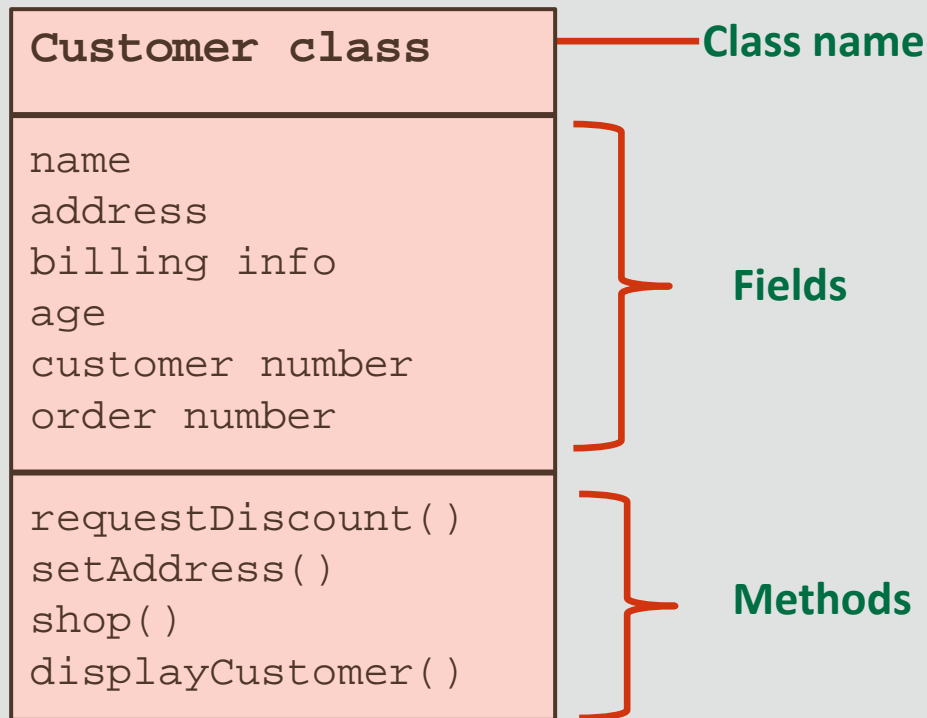 Customer class
Class name
name
address
billing info
age
customer number
order number
Fields
requestDiscount()
setAddress()
shop()
displayCustomer()
Methods